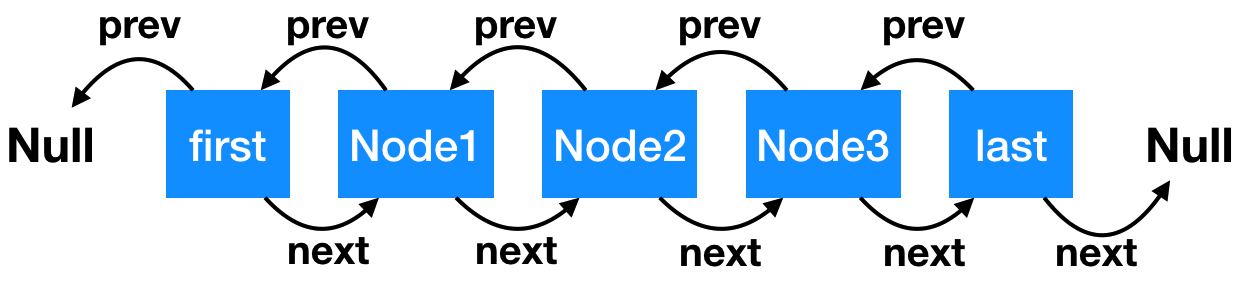 prev prev prev prev prev
Null first Node1 Node2 Node3 last Null
next next next next next